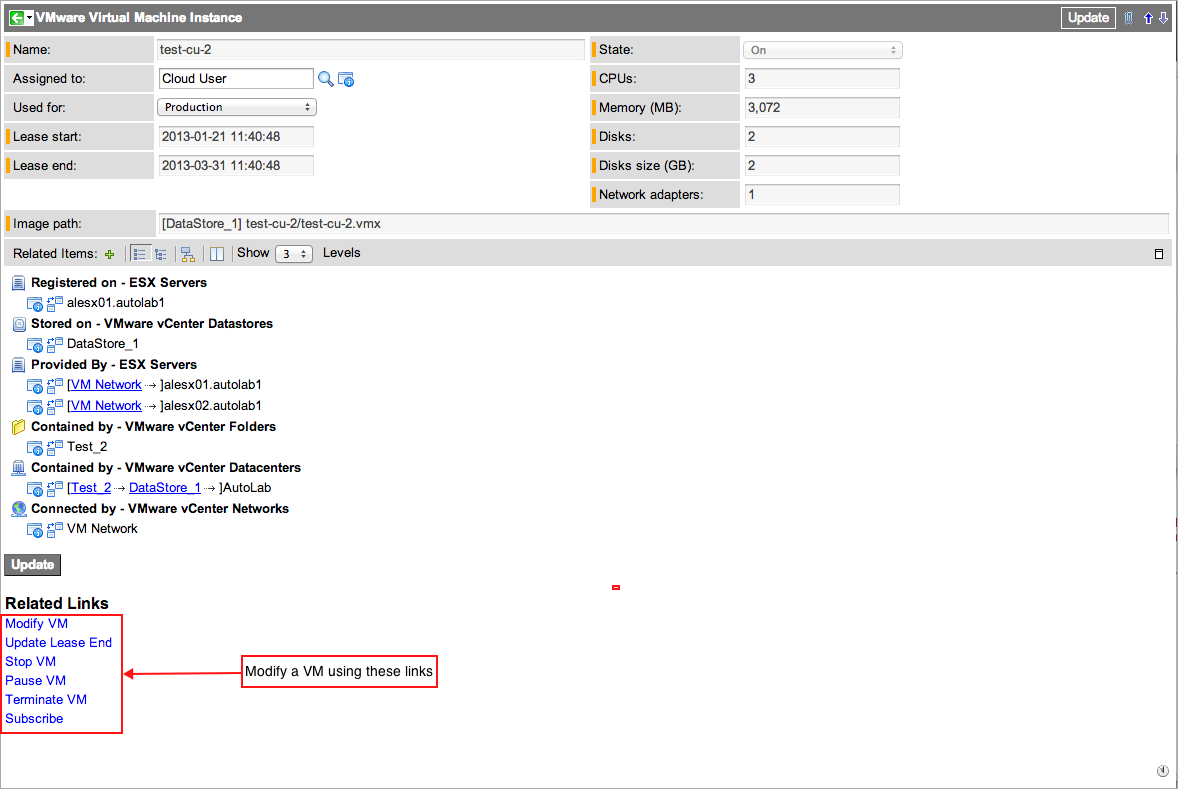 VMware Virtual Machine Instance Update
Name: test-cu-2 State: On
Assigned to: Cloud User CPUs: 3
Used for: Production Memory (MB): 3,072
Lease start: 2013-01-21 11:40:48 Disks: 2
Lease end: 2013-03-31 11:40:48 Disks size (GB): 2
Network adapters: 1
Image path: [DataStore_1] test-cu-2/test-cu-2.vmx
Related Items: Show 3 Levels
Registered on - ESX Servers
alesx01.autolab1
Stored on - VMware vCenter Datastores
DataStore_1
Provided By - ESX Servers
[VM Network → ]alesx01.autolab1
[VM Network → ]alesx02.autolab1
Contained by - VMware vCenter Folders
Test_2
Contained by - VMware vCenter Datacenters
[Test_2 → DataStore_1 → ]AutoLab
Connected by - VMware vCenter Networks
VM Network
Update
Related Links
Modify VM
Update Lease End
Stop VM
Modify a VM using these links
Pause VM
Terminate VM
Subscribe